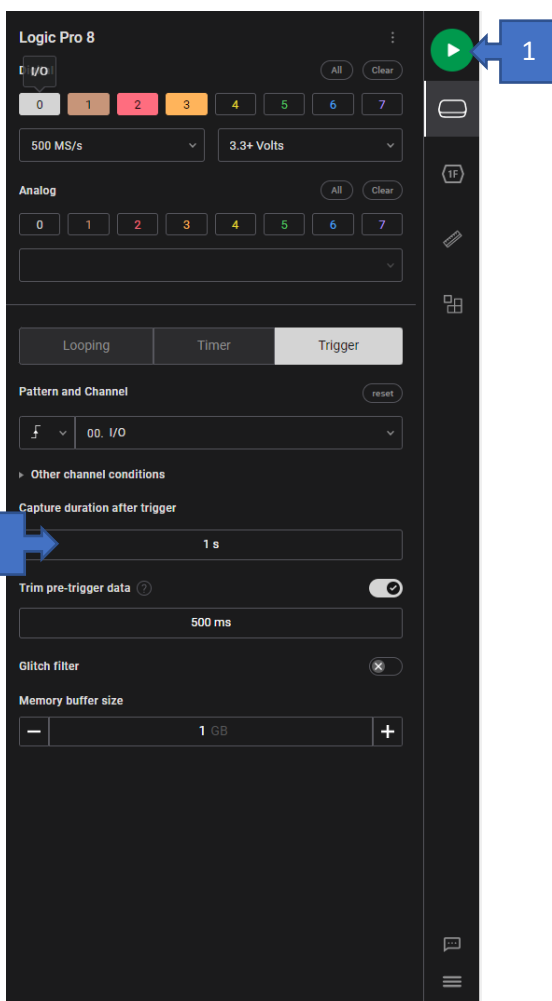 Logic Pro 8
1
I/O
All Clear
0 1 2 3 4 5 6 7
500 MS/s 3.3+ Volts
1F
Analog All Clear
0 1 2 3 4 5 6 7
Looping Timer Trigger
Pattern and Channel reset
00. I/O
Other channel conditions
Capture duration after trigger
1 s
Trim pre-trigger data ?
500 ms
Glitch filter
Memory buffer size
1 GB